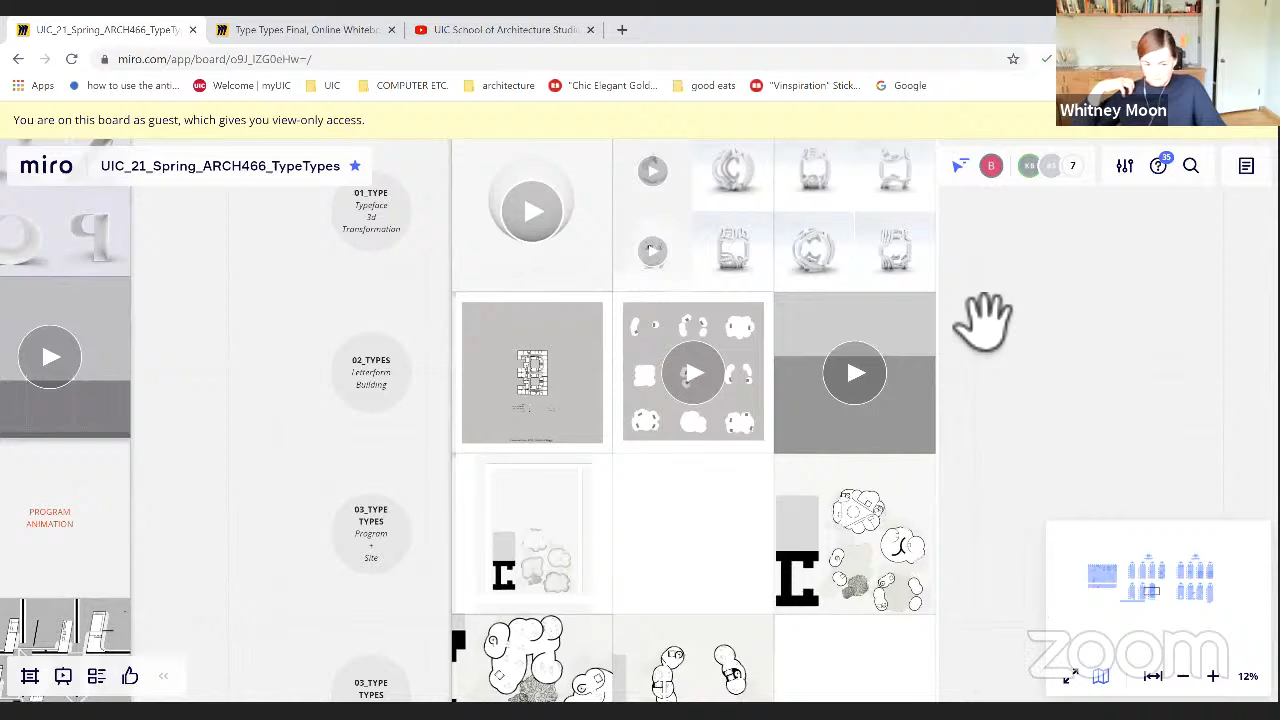 UIC_21_Spring_ARCH466_TypeTy
Type Types Final, Online Whiteb
UIC School of Architecture Studi
miro.com/app/board/o9J_lZG0eHw=/
Apps
how to use the anti...
Welcome | myUIC
UIC
COMPUTER ETC.
architecture
"Chic Elegant Gold...
good eats
"Vinspiration" Stick...
Google
Whitney Moon
You are on this board as guest, which gives you view-only access.
miro
UIC_21_Spring_ARCH466_TypeTypes
B
KB
7
35
01_TYPE
Typeface
3d
Transformation
02_TYPES
Letterform
Building
PROGRAM
ANIMATION
03_TYPE
TYPES
Program
+
Site
03_TYPE
TYPES
zoom
12%